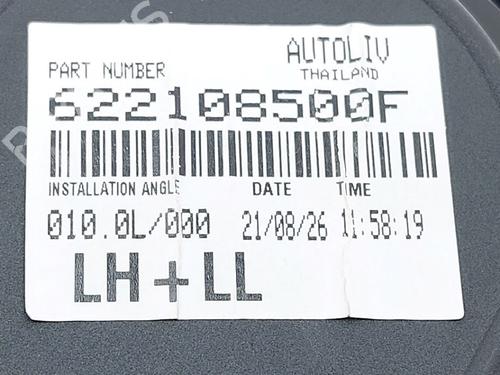 AUTOLIV
THAILAND
PART NUMBER
622108500F
INSTALLATION ANGLE DATE TIME
010.0L/000 21/08/26 11:58:19
LH+LL